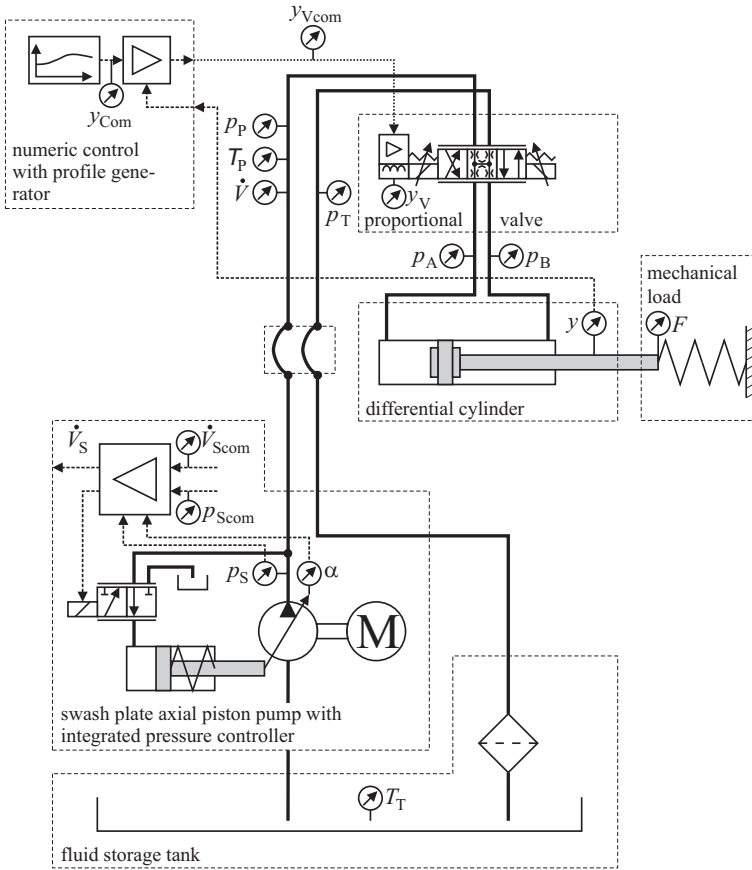 y_Vcom
y_Com
numeric control
with profile gene-
rator
p_P
T_P
V̇
p_T
y_V
proportional valve
p_A
p_B
mechanical
load
y
F
differential cylinder
V̇_S
V̇_Scom
p_Scom
p_S
α
M
swash plate axial piston pump with
integrated pressure controller
T_T
fluid storage tank